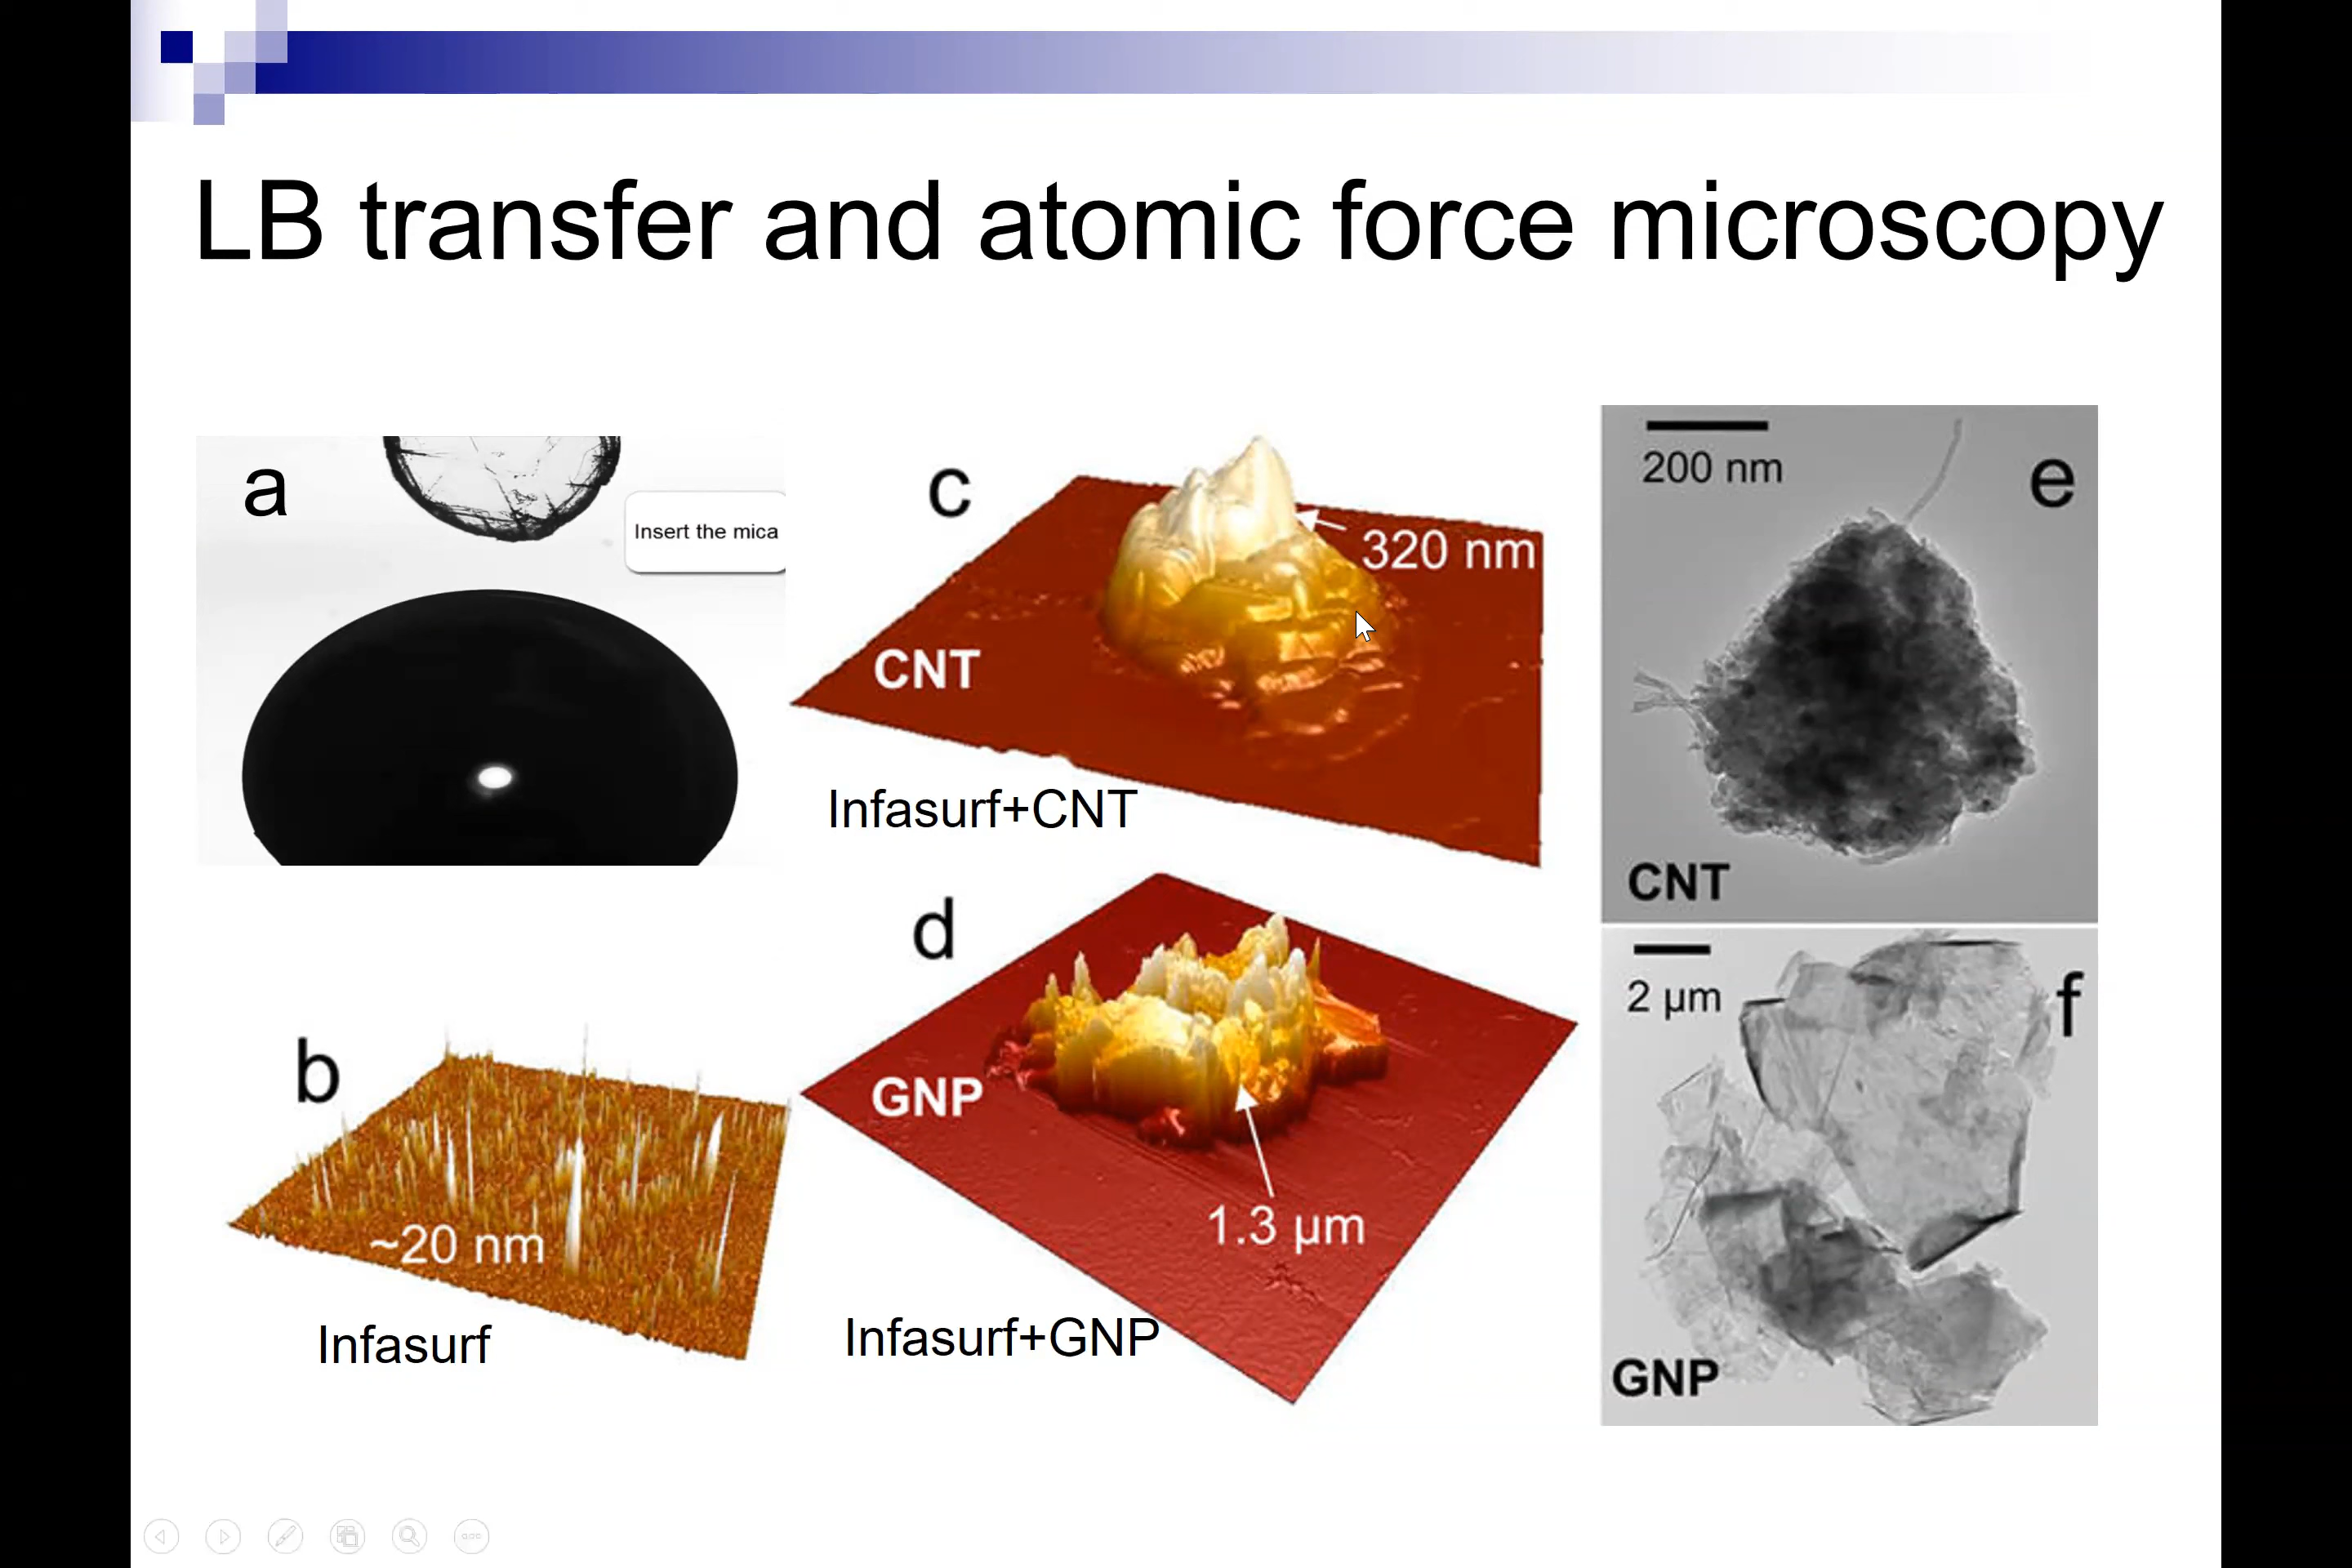 LB transfer and atomic force microscopy
a
Insert the mica
b
~20 nm
Infasurf
c
320 nm
CNT
Infasurf+CNT
d
GNP
1.3 µm
Infasurf+GNP
200 nm
e
CNT
2 µm
f
GNP